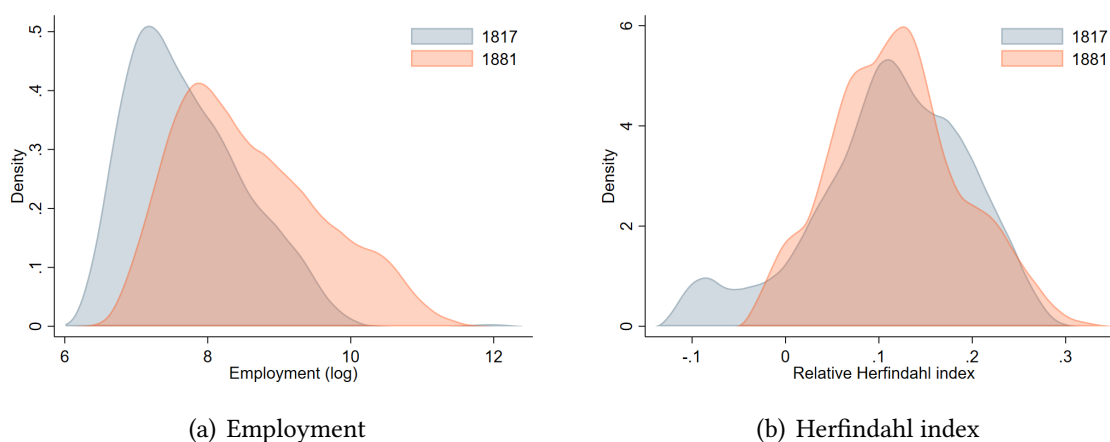 1817
1881
.5
.4
.3
.2
.1
0
Density
6 8 10 12
Employment (log)
(a) Employment
1817
1881
6
4
2
0
Density
-.1 0 .1 .2 .3
Relative Herfindahl index
(b) Herfindahl index